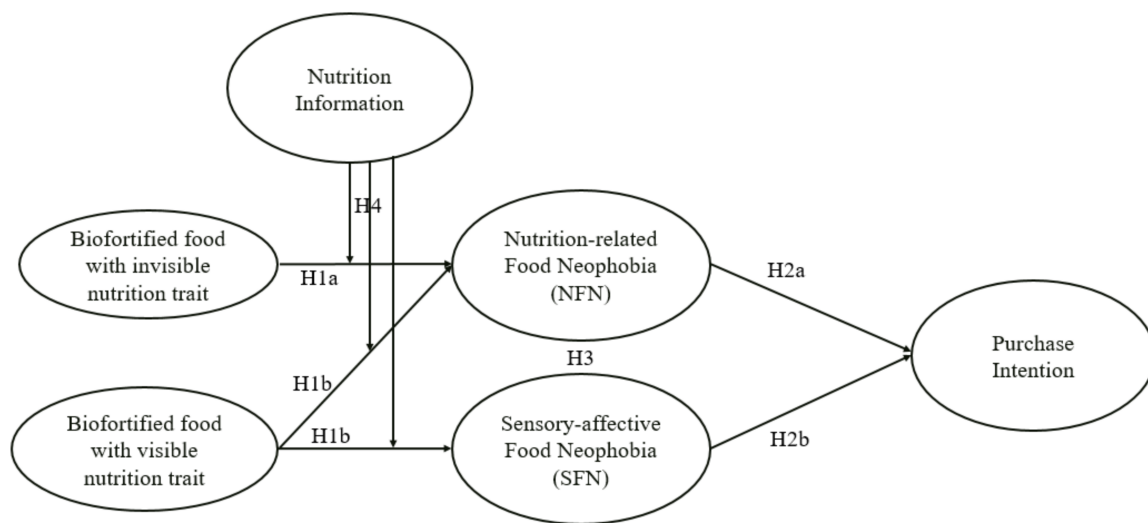 Nutrition
Information
H4
Biofortified food
with invisible
nutrition trait
H1a
Nutrition-related
Food Neophobia
(NFN)
H2a
H3
Purchase
Intention
H1b
Biofortified food
with visible
nutrition trait
H1b
Sensory-affective
Food Neophobia
(SFN)
H2b